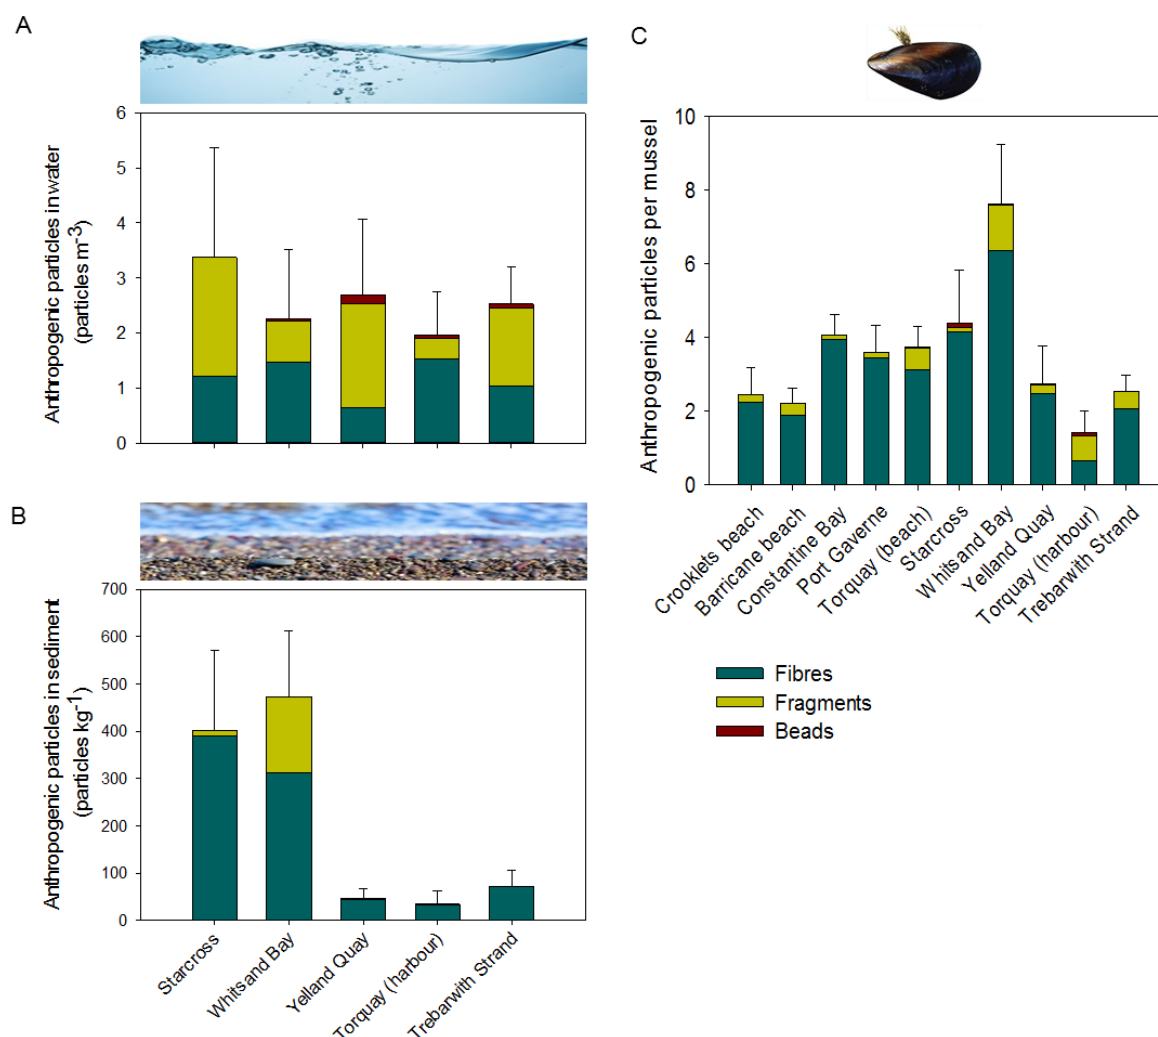 A
Anthropogenic particles in water
(particles m-3)
6
5
4
3
2
1
0
B
Anthropogenic particles in sediment
(particles kg-1)
700
600
500
400
300
200
100
0
Starcross
Whitsand Bay
Yelland Quay
Torquay (harbour)
Trebarwith Strand
C
Anthropogenic particles per mussel
10
8
6
4
2
0
Crooklets beach
Barricane beach
Constantine Bay
Port Gaverne
Torquay (beach)
Starcross
Whitsand Bay
Yelland Quay
Torquay (harbour)
Trebarwith Strand
Fibres
Fragments
Beads